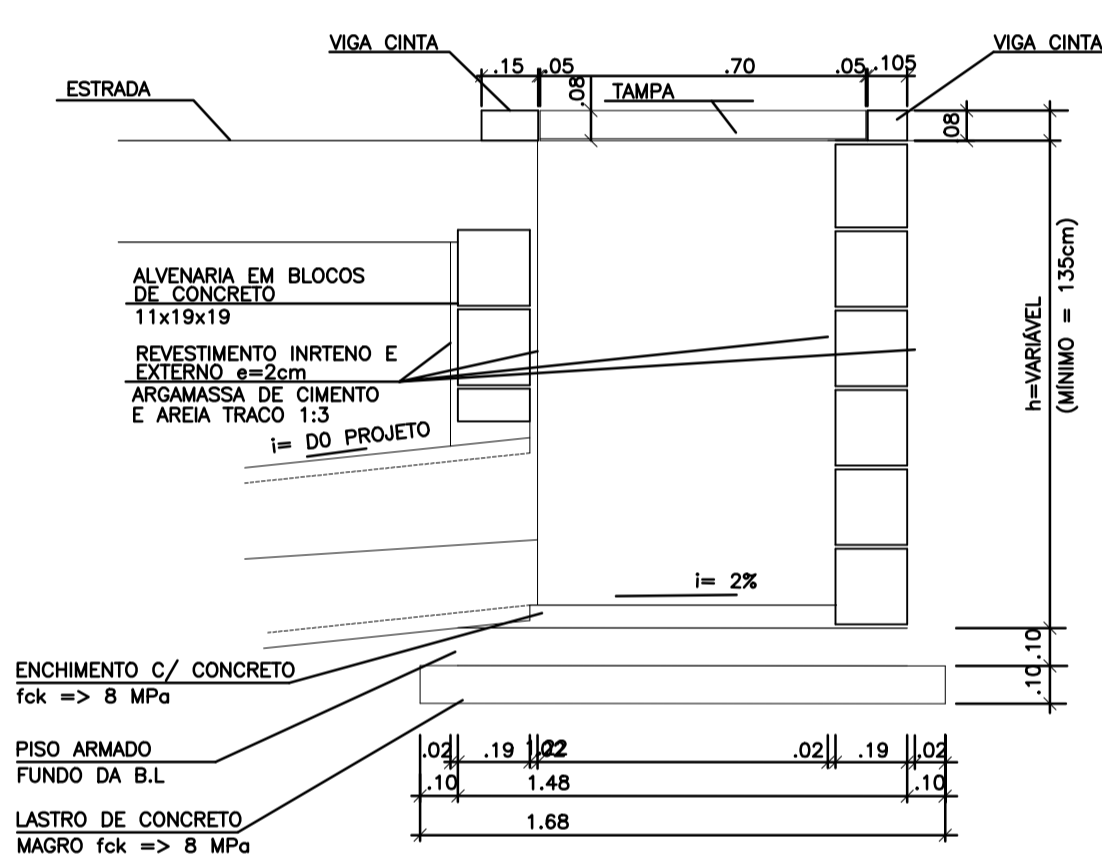 VIGA CINTA
VIGA CINTA
ESTRADA
.15 .05 .70 .05 .105
.08
TAMPA
.08
ALVENARIA EM BLOCOS
DE CONCRETO
11x19x19
REVESTIMENTO INRTENO E
EXTERNO e=2cm
ARGAMASSA DE CIMENTO
E AREIA TRACO 1:3
i= DO PROJETO
h=VARIÁVEL
(MÍNIMO = 135cm)
i= 2%
.10 .10
ENCHIMENTO C/ CONCRETO
fck => 8 MPa
PISO ARMADO
FUNDO DA B.L
LASTRO DE CONCRETO
MAGRO fck => 8 MPa
.02 .19 .02 .19 .02
.10 1.48 .10
1.68